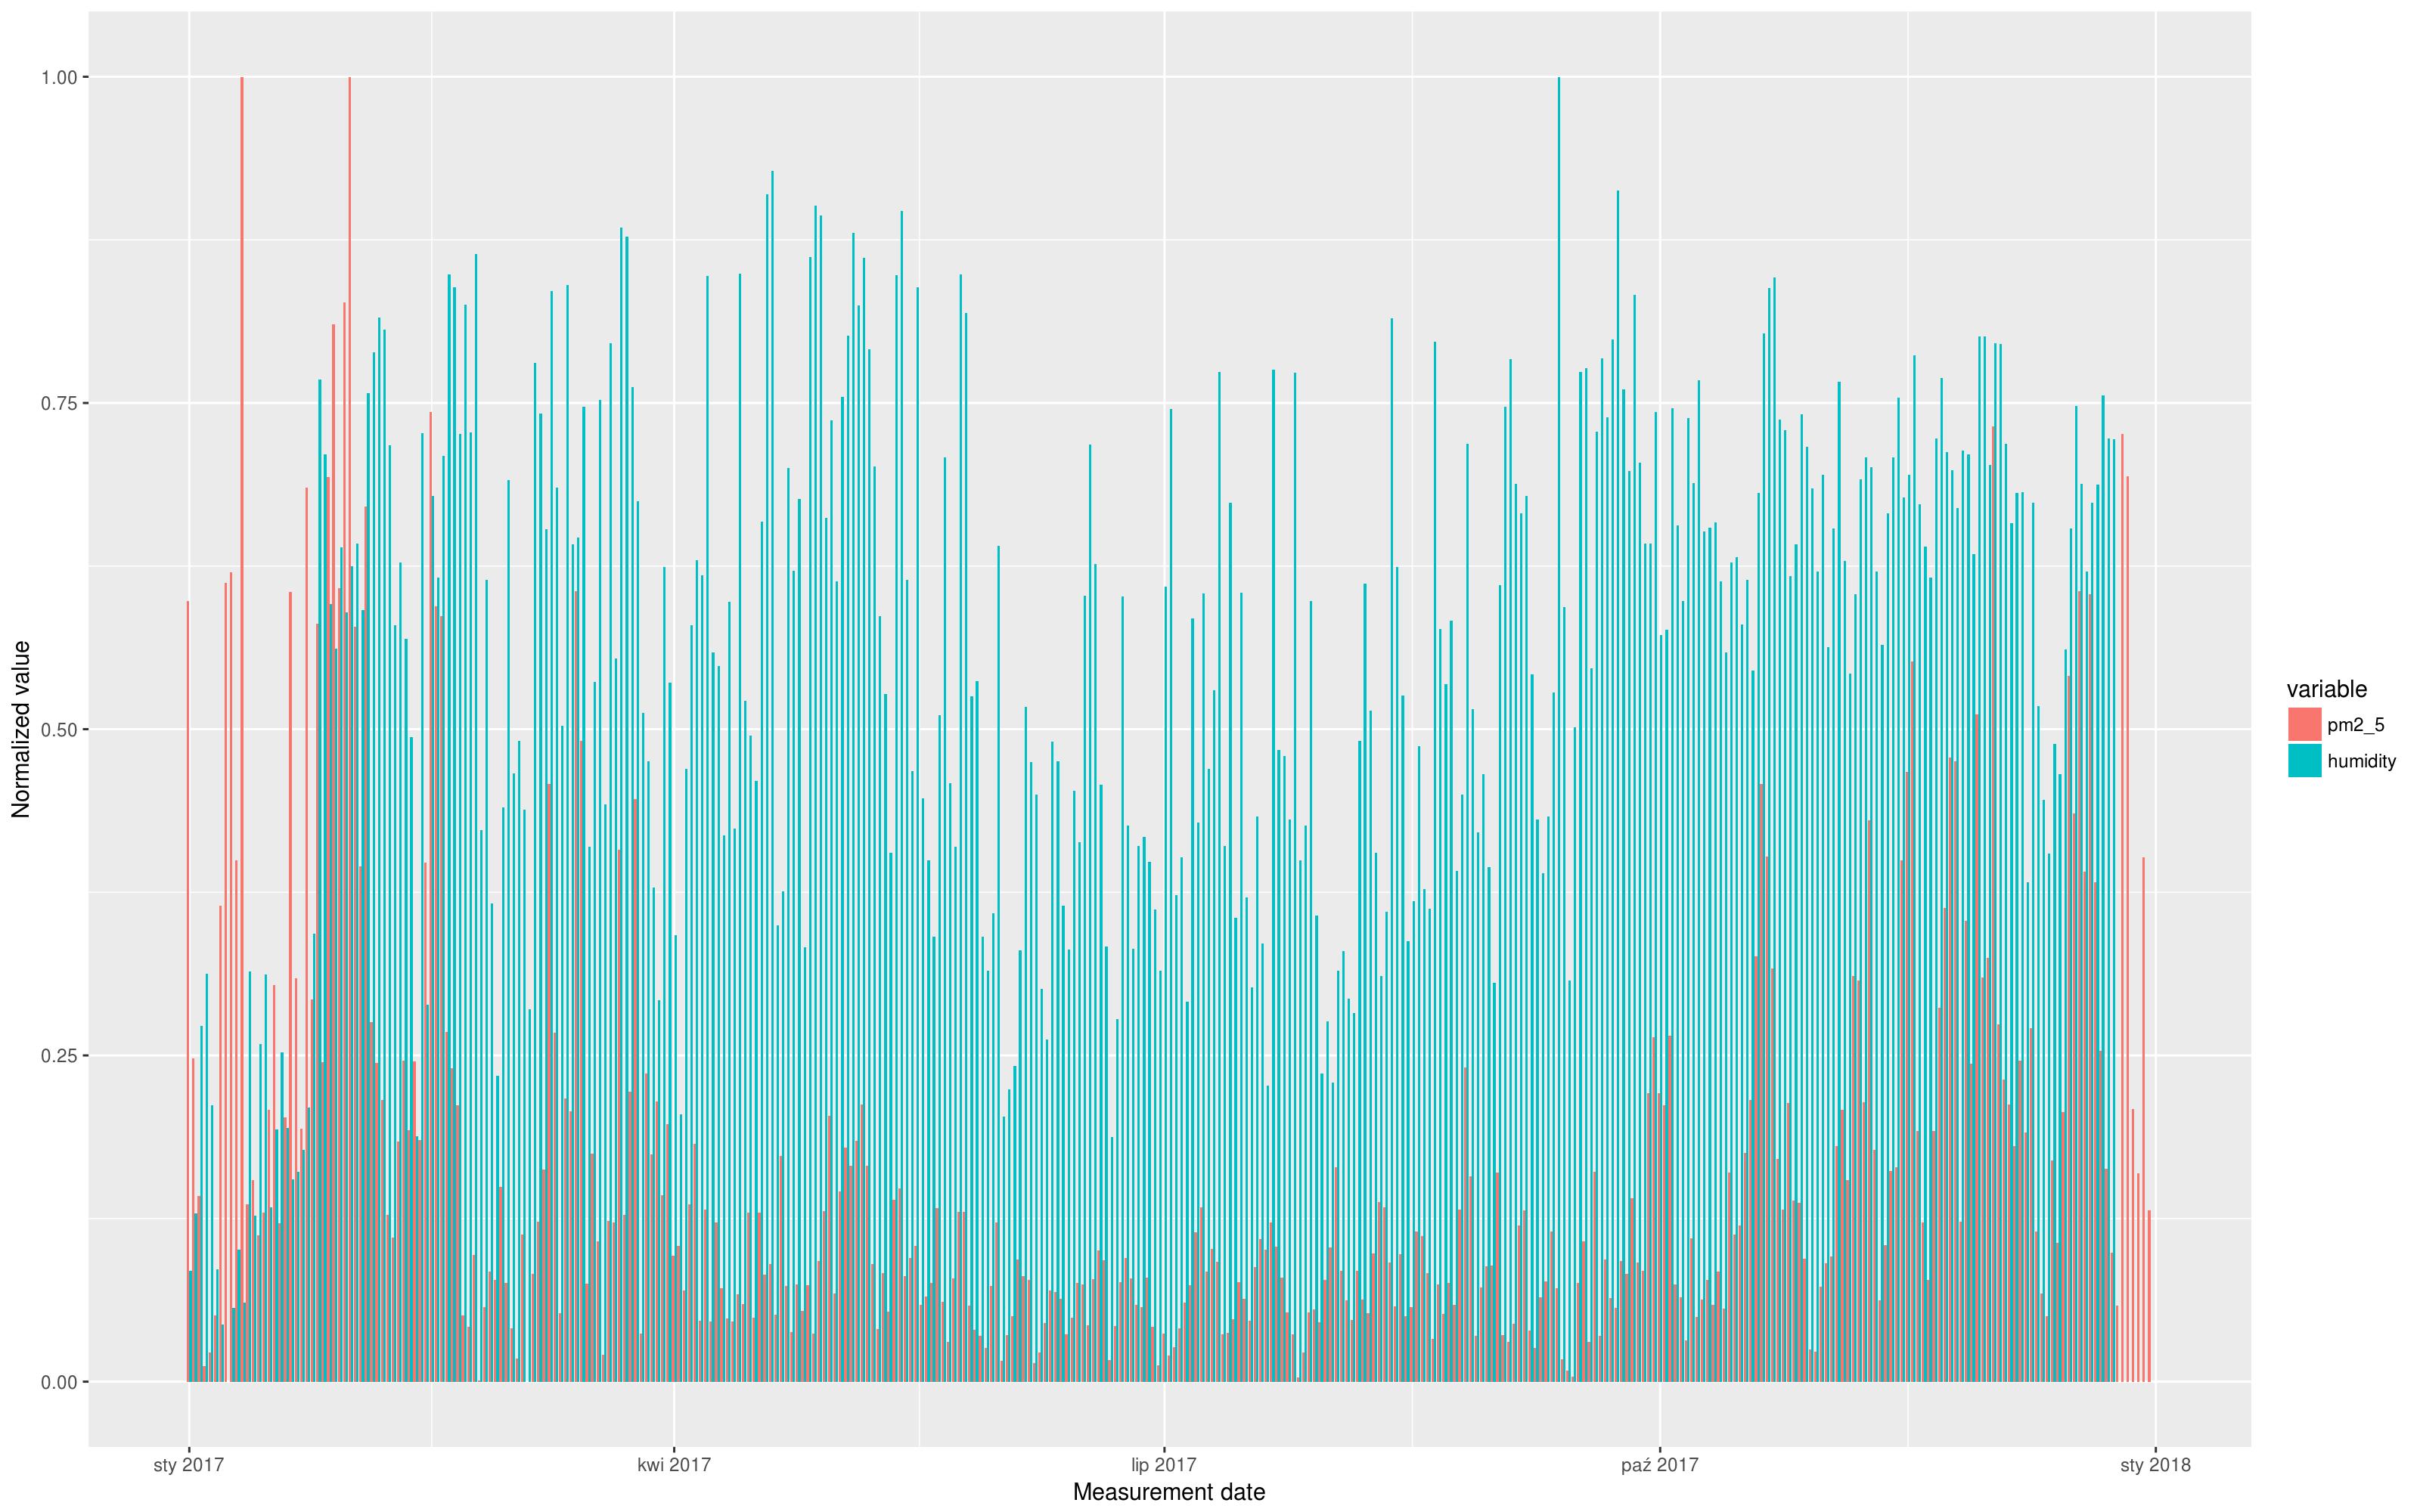 1.00
0.75
0.50
0.25
0.00
Normalized value
sty 2017
kwi 2017
lip 2017
paź 2017
sty 2018
Measurement date
variable
pm2_5
humidity